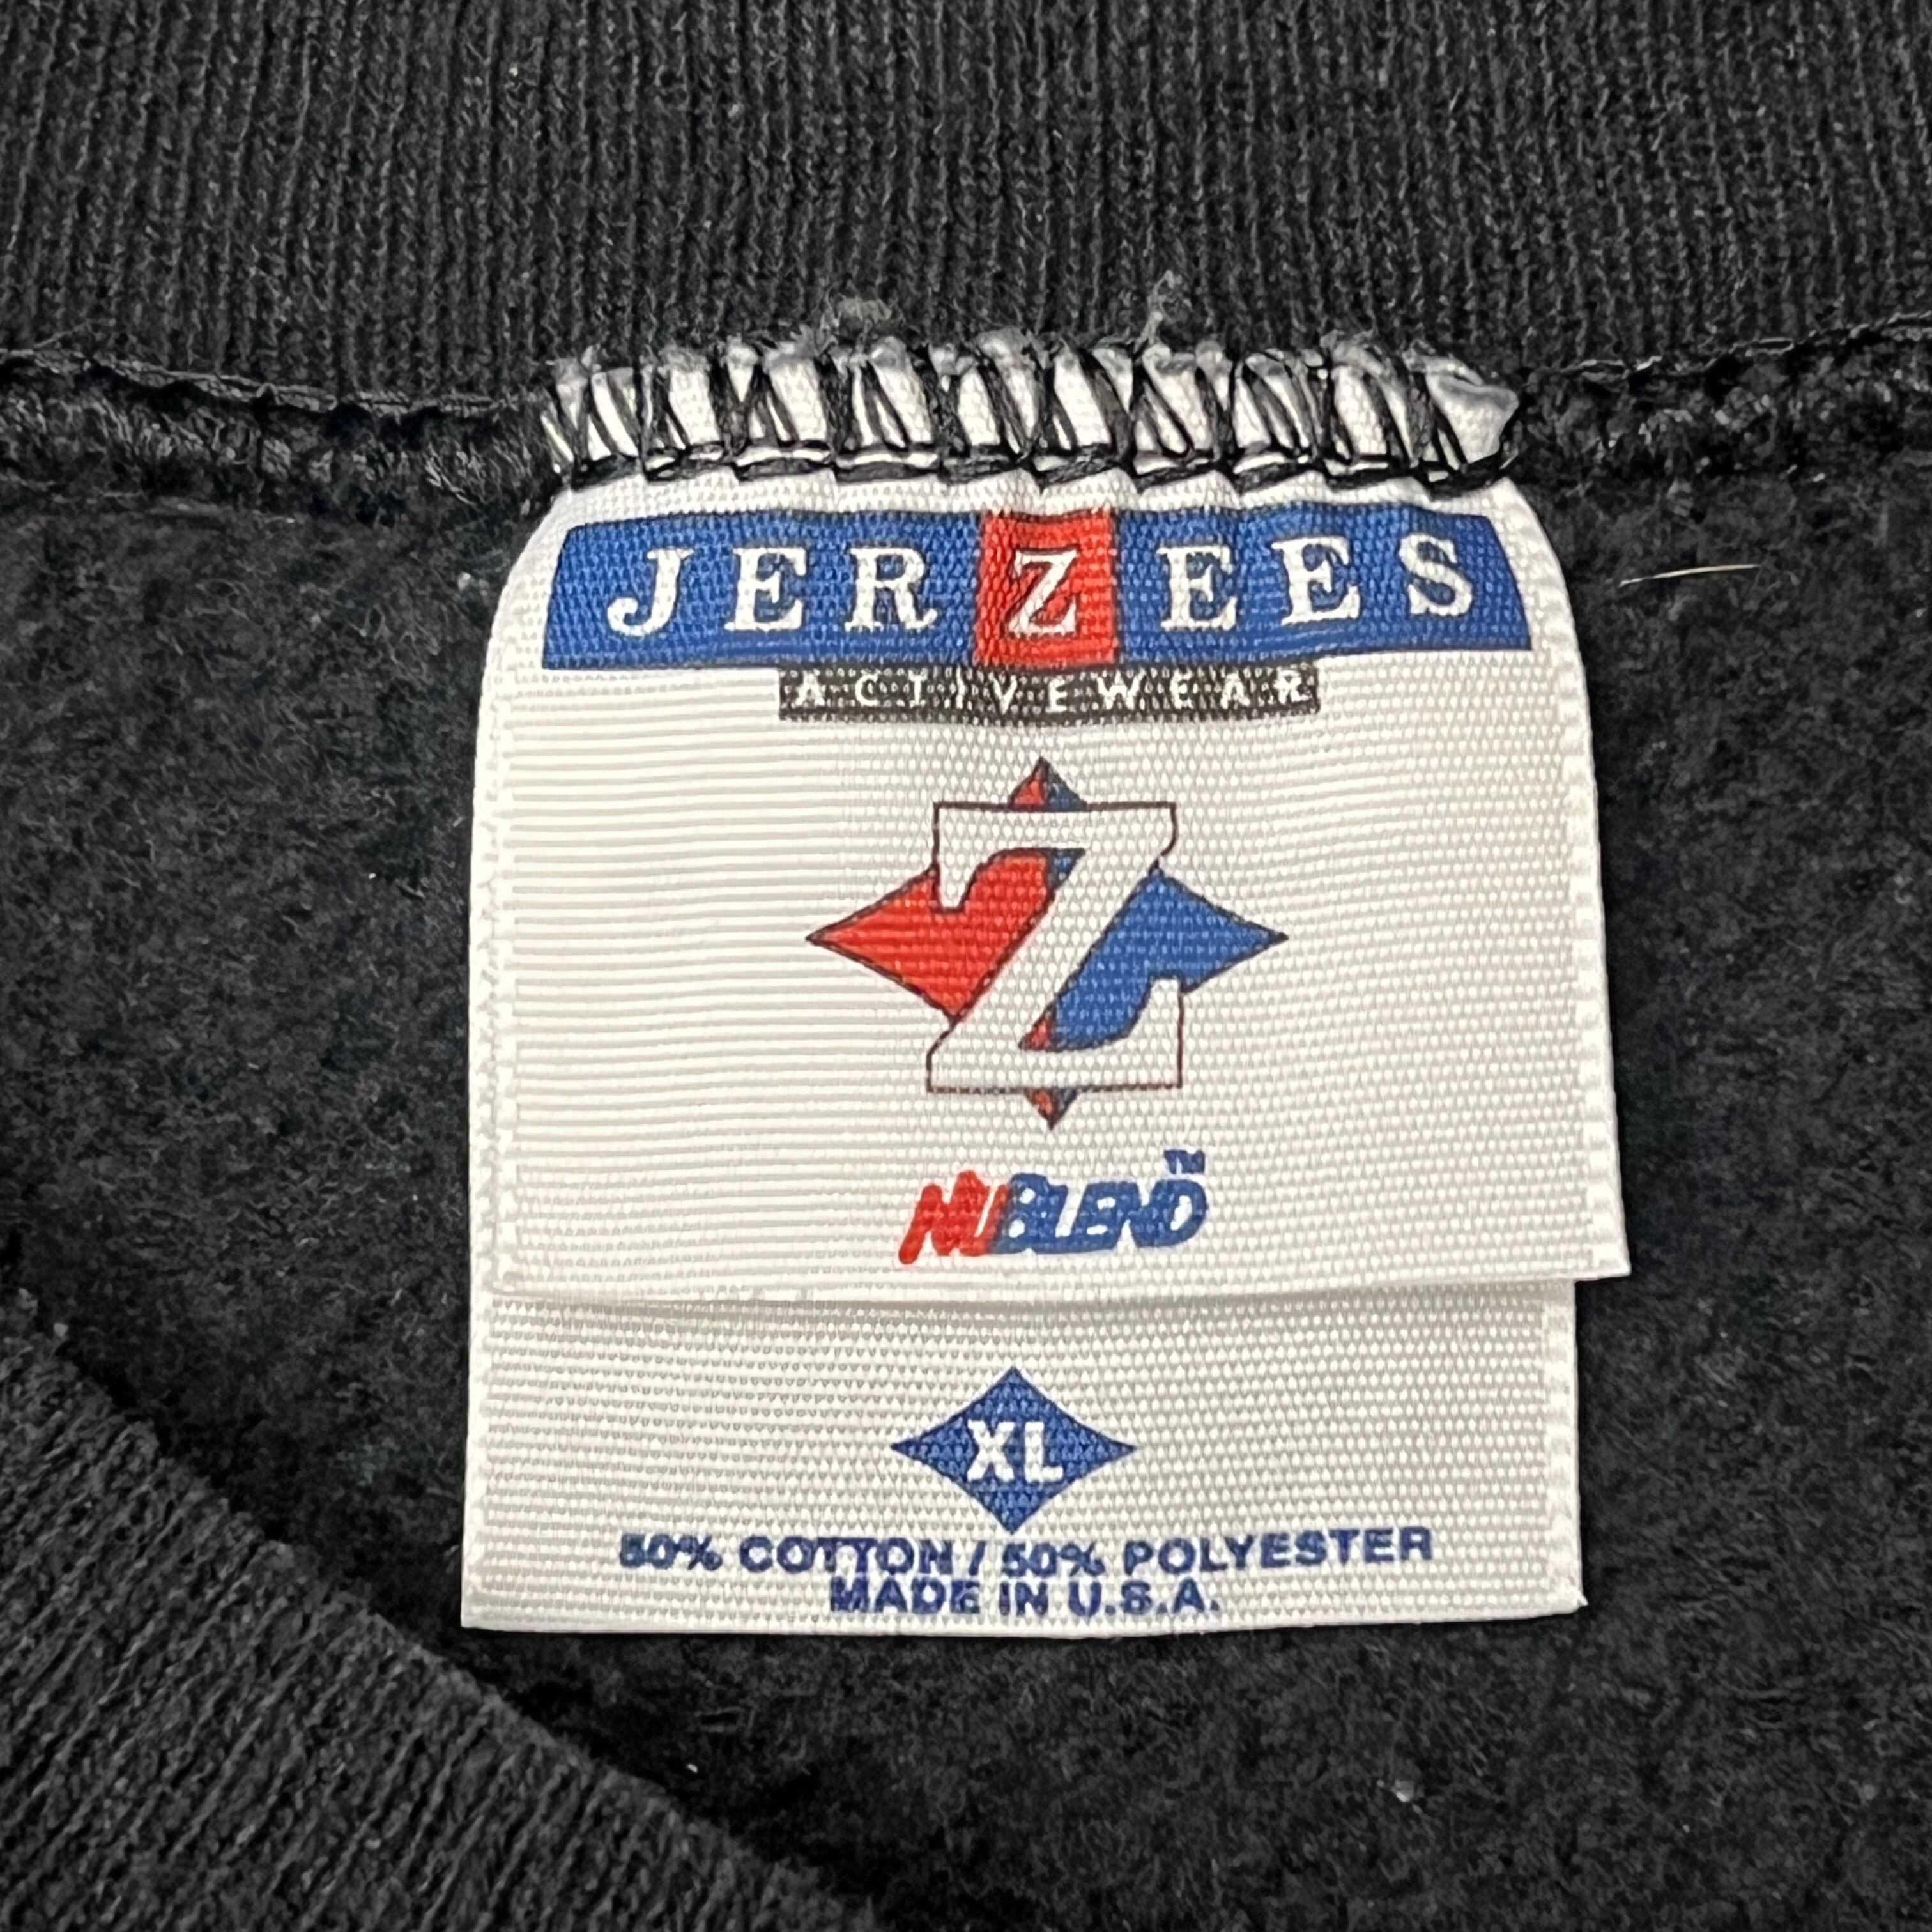 JERZEES
ACTIVEWEAR
Z
NUBLEND™
XL
50% COTTON / 50% POLYESTER
MADE IN U.S.A.